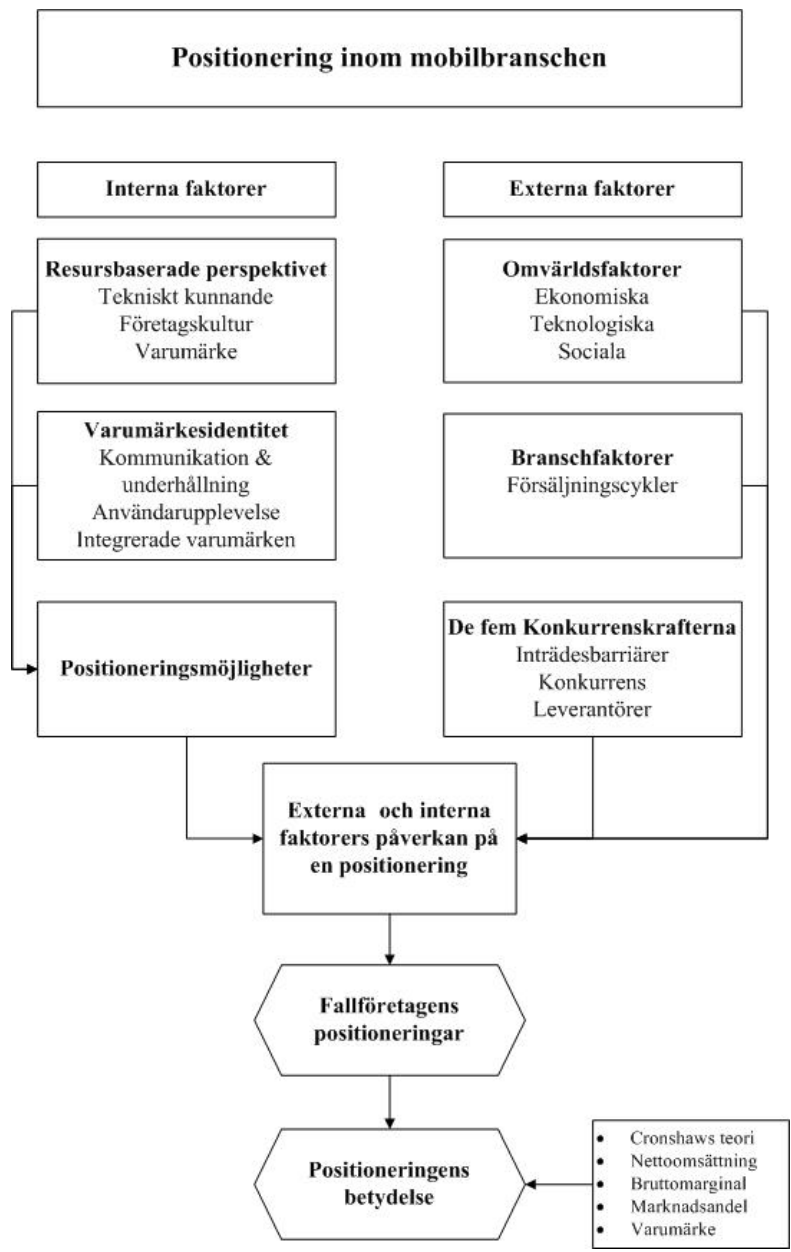 Positionering inom mobilbranschen
Interna faktorer
Externa faktorer
Resursbaserade perspektivet
Tekniskt kunnande
Företagskultur
Varumärke
Omvärldsfaktorer
Ekonomiska
Teknologiska
Sociala
Varumärkesidentitet
Kommunikation &
underhållning
Användarupplevelse
Integrerade varumärken
Branschfaktorer
Försäljningscykler
Positioneringsmöjligheter
De fem Konkurrenskrafterna
Inträdesbarriärer
Konkurrens
Leverantörer
Externa och interna
faktorers påverkan på
en positionering
Fallföretagens
positioneringar
Positioneringens
betydelse
• Cronshaws teori
• Nettoomsättning
• Bruttomarginal
• Marknadsandel
• Varumärke